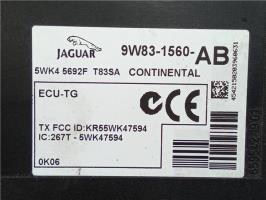 JAGUAR
9W83-1560-AB
5WK4 5692F T83SA CONTINENTAL
ECU-TG
CE
TX FCC ID:KR55WK47594
IC:267T - 5WK47594
0K06